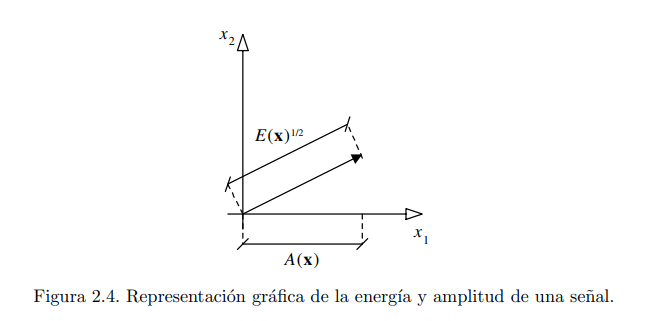 x₂
E(x)¹/²
x₁
A(x)
Figura 2.4. Representación gráfica de la energía y amplitud de una señal.